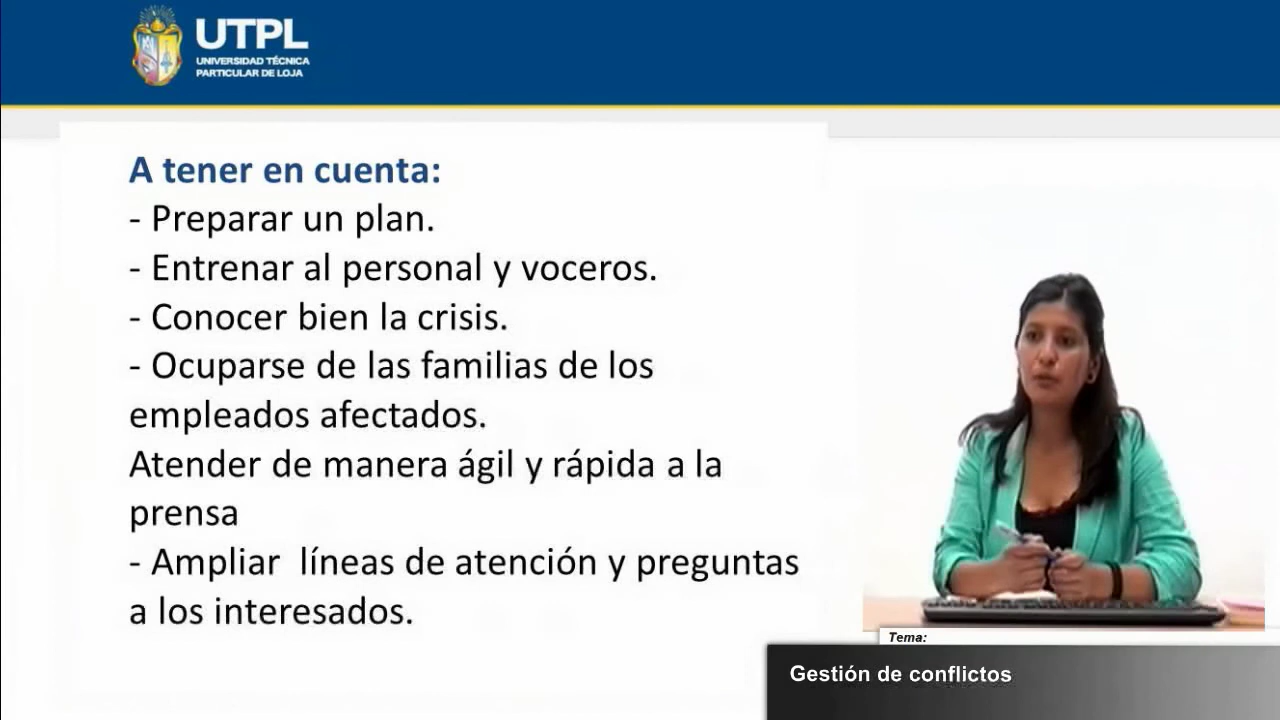 UTPL
UNIVERSIDAD TÉCNICA
PARTICULAR DE LOJA
A tener en cuenta:
- Preparar un plan.
- Entrenar al personal y voceros.
- Conocer bien la crisis.
- Ocuparse de las familias de los
empleados afectados.
Atender de manera ágil y rápida a la
prensa
- Ampliar  líneas de atención y preguntas
a los interesados.
Tema:
Gestión de conflictos